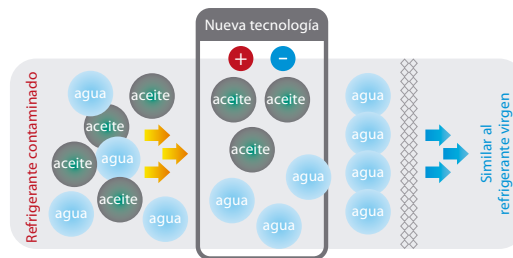 Nueva tecnología
+
−
Refrigerante contaminado
agua
aceite
aceite
aceite
agua
aceite
agua
agua
aceite
aceite
aceite
agua
agua
agua
agua
agua
agua
agua
Similar al
refrigerante virgen